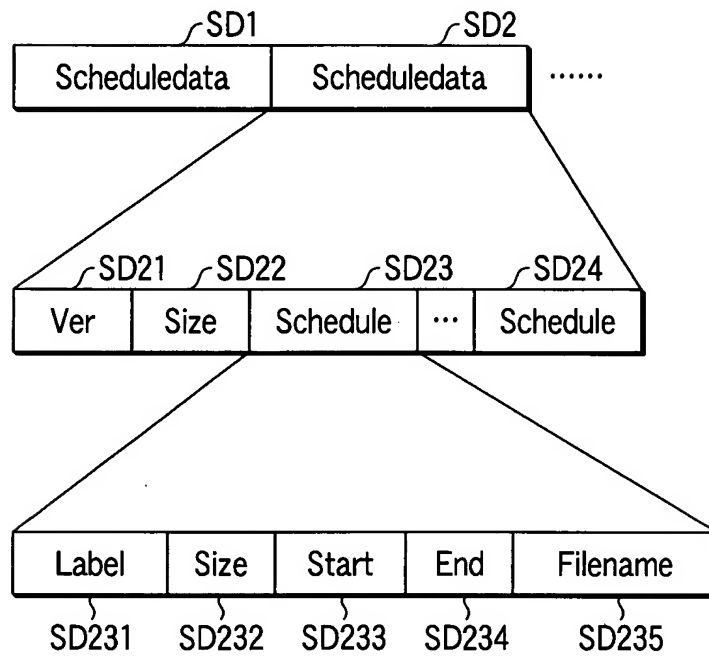 SD1 SD2
Scheduledata Scheduledata ······
SD21 SD22 SD23 SD24
Ver Size Schedule ··· Schedule
Label Size Start End Filename
SD231 SD232 SD233 SD234 SD235